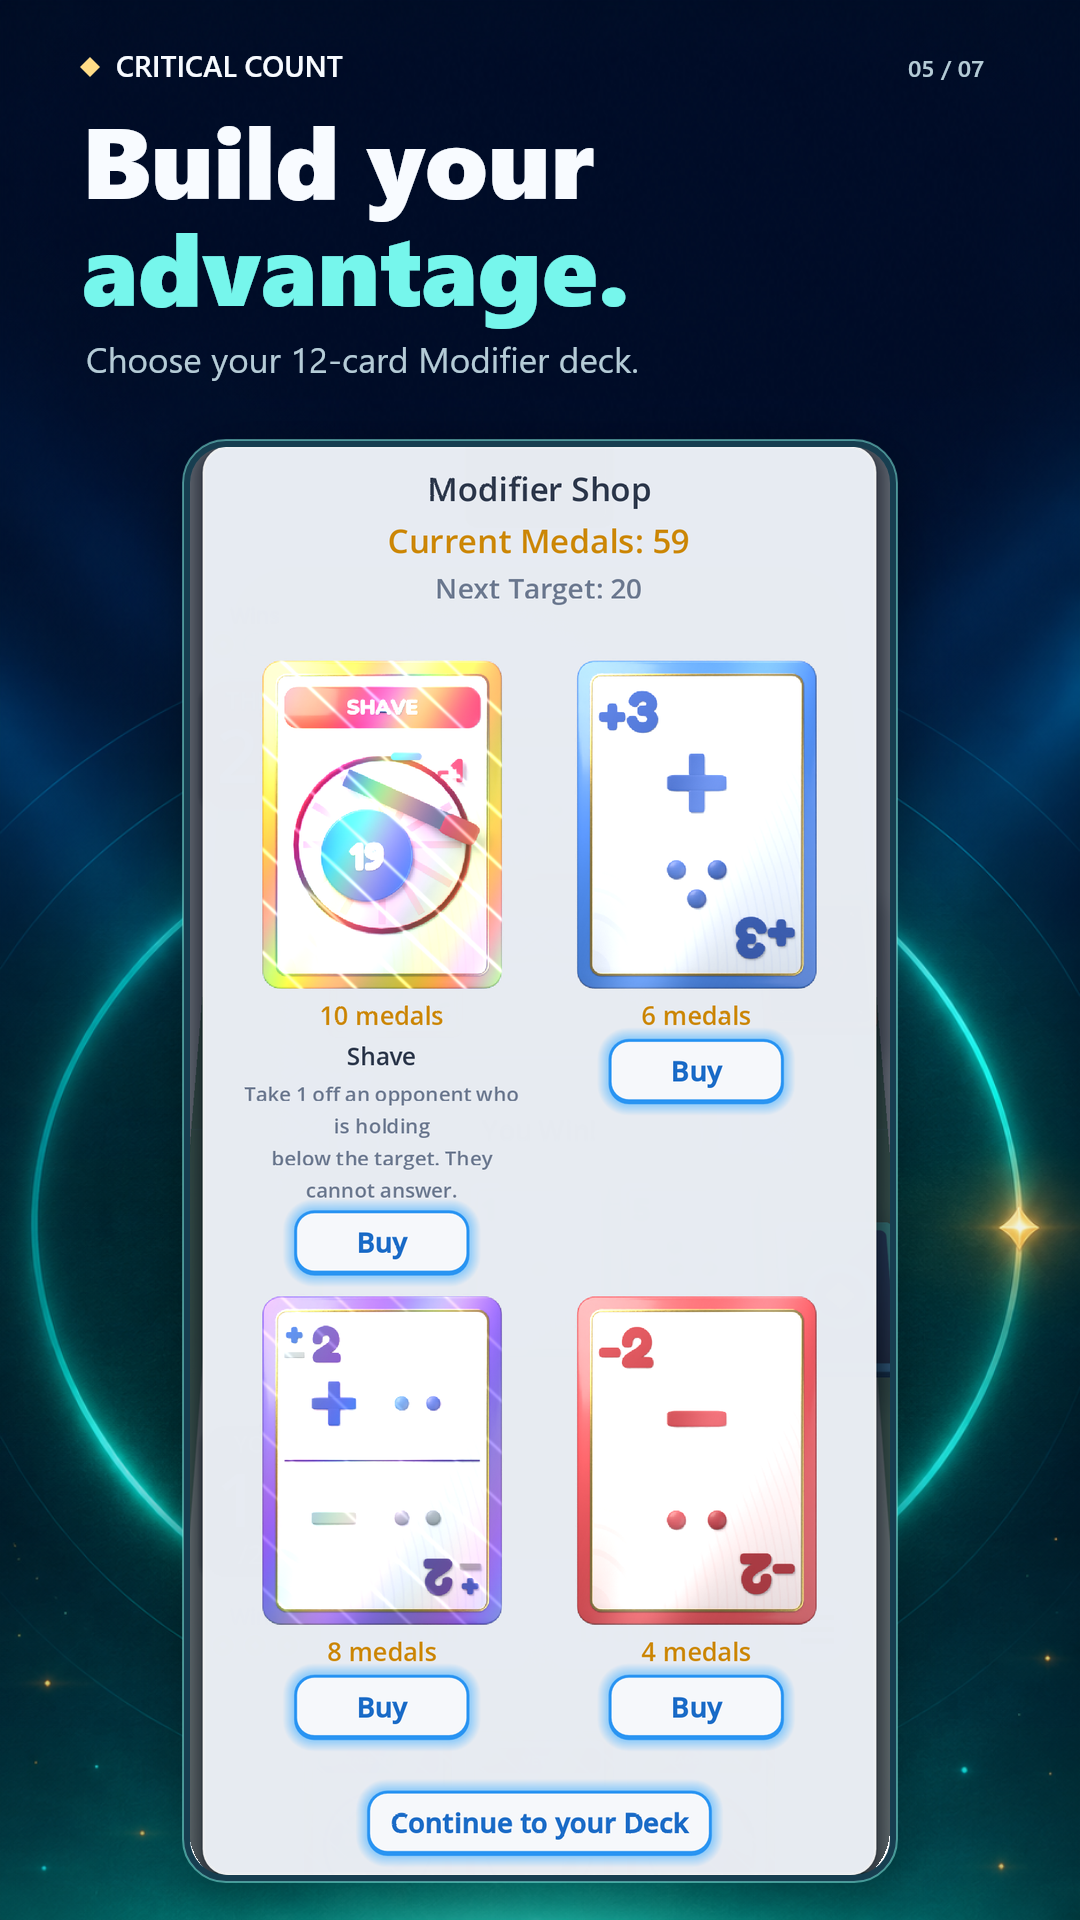 CRITICAL COUNT
05 / 07
Build your
advantage.
Choose your 12-card Modifier deck.
Modifier Shop
Current Medals: 59
Next Target: 20
SHAVE
-1
19
+3
+3
10 medals
6 medals
Shave
Buy
Take 1 off an opponent who
is holding
below the target. They
cannot answer.
Buy
±2
±2
-2
-2
8 medals
4 medals
Buy
Buy
Continue to your Deck